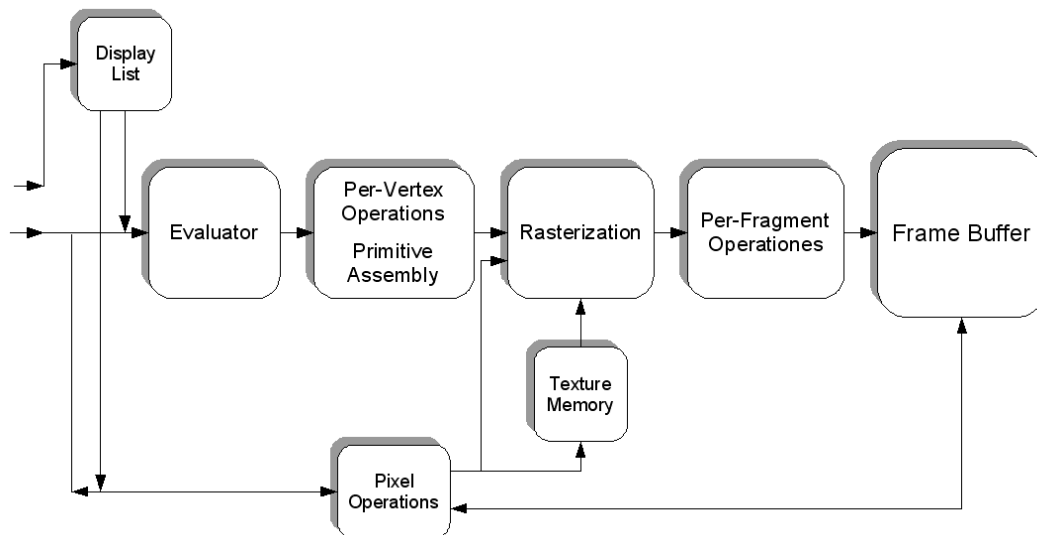 Display
List
Evaluator
Per-Vertex
Operations
Primitive
Assembly
Rasterization
Per-Fragment
Operationes
Frame Buffer
Texture
Memory
Pixel
Operations